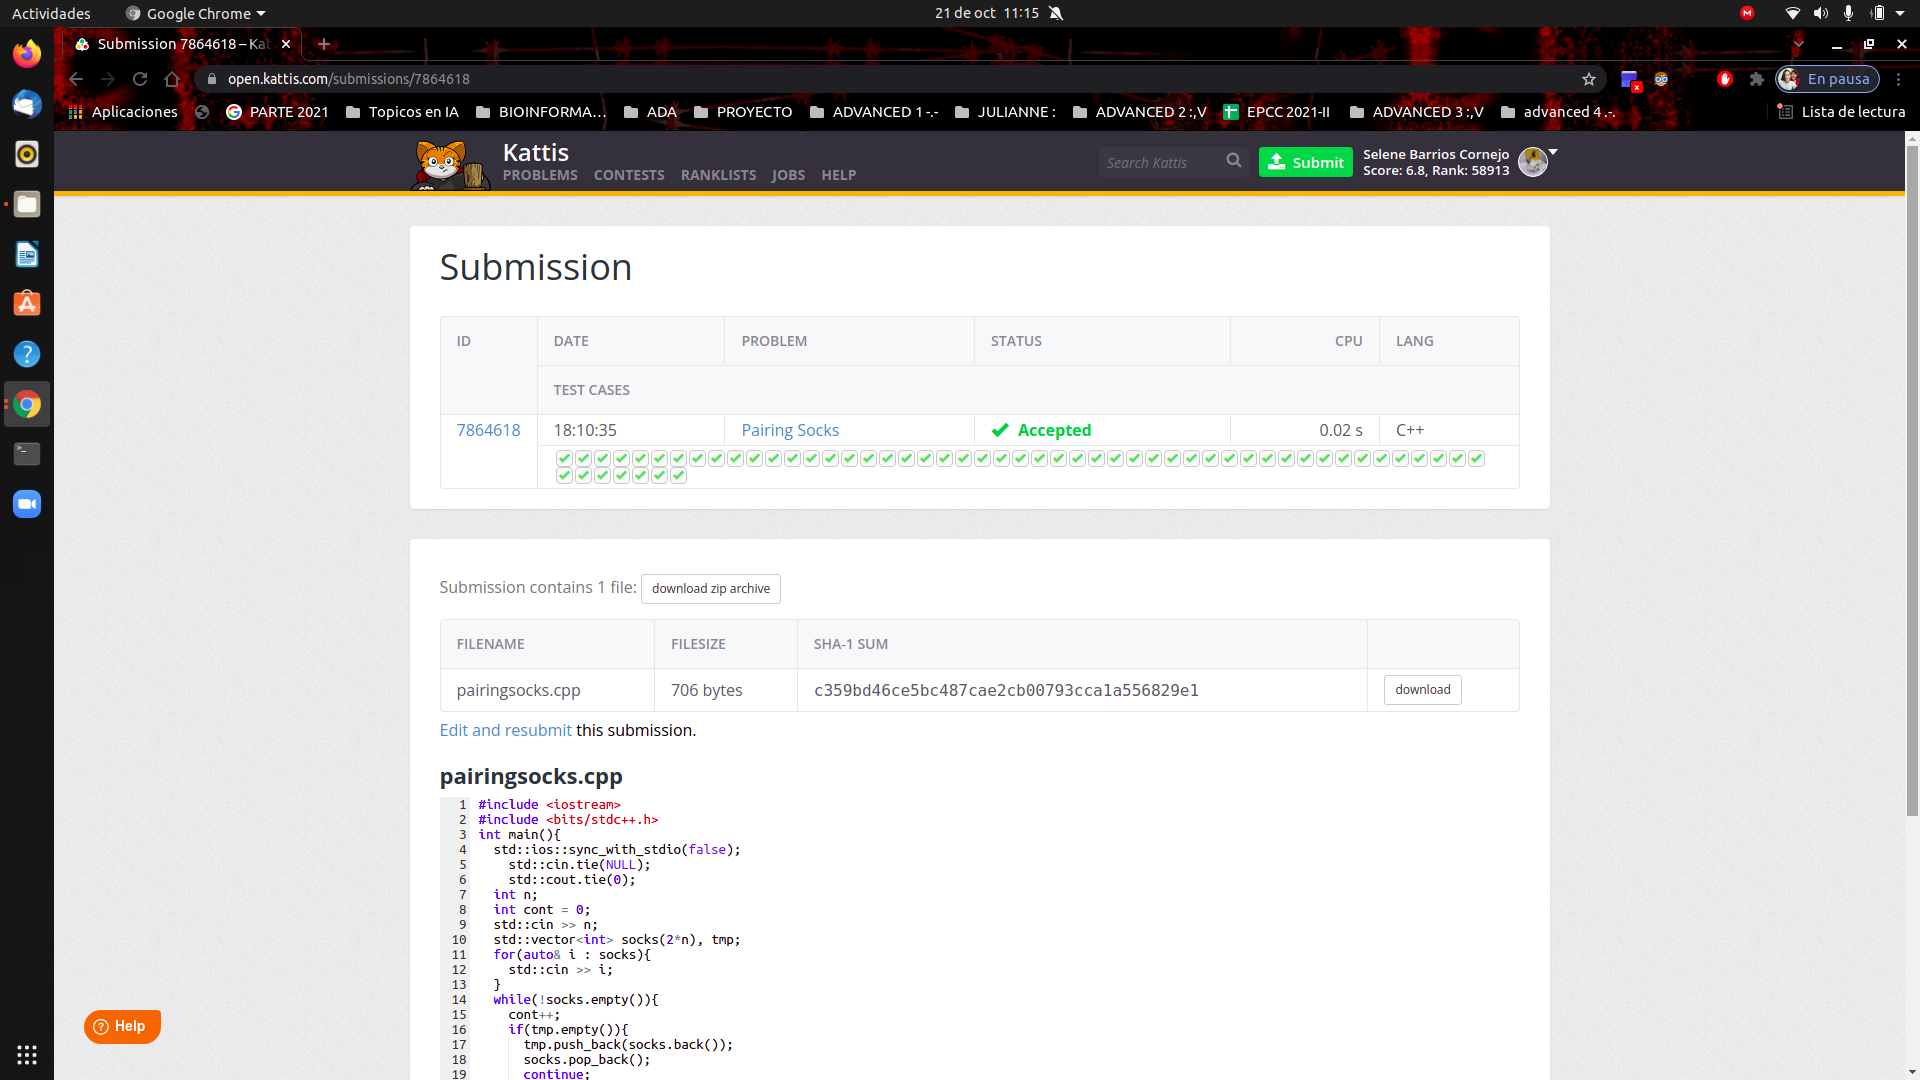 Actividades
Google Chrome
21 de oct 11:15
Submission 7864618 – Kat
open.kattis.com/submissions/7864618
En pausa
Aplicaciones
PARTE 2021
Topicos en IA
BIOINFORMA...
ADA
PROYECTO
ADVANCED 1 -.-
JULIANNE :
ADVANCED 2 :,V
EPCC 2021-II
ADVANCED 3 :,V
advanced 4 .-.
Lista de lectura
Kattis
PROBLEMS CONTESTS RANKLISTS JOBS HELP
Search Kattis
Submit
Selene Barrios Cornejo
Score: 6.8, Rank: 58913
Submission
ID DATE PROBLEM STATUS CPU LANG
TEST CASES
7864618 18:10:35 Pairing Socks Accepted 0.02 s C++
Submission contains 1 file: download zip archive
FILENAME FILESIZE SHA-1 SUM
pairingsocks.cpp 706 bytes c359bd46ce5bc487cae2cb00793cca1a556829e1 download
Edit and resubmit this submission.
pairingsocks.cpp
1 #include <iostream>
2 #include <bits/stdc++.h>
3 int main(){
4 std::ios::sync_with_stdio(false);
5 std::cin.tie(NULL);
6 std::cout.tie(0);
7 int n;
8 int cont = 0;
9 std::cin >> n;
10 std::vector<int> socks(2*n), tmp;
11 for(auto& i : socks){
12 std::cin >> i;
13 }
14 while(!socks.empty()){
15 cont++;
16 if(tmp.empty()){
17 tmp.push_back(socks.back());
18 socks.pop_back();
19 continue;
Help